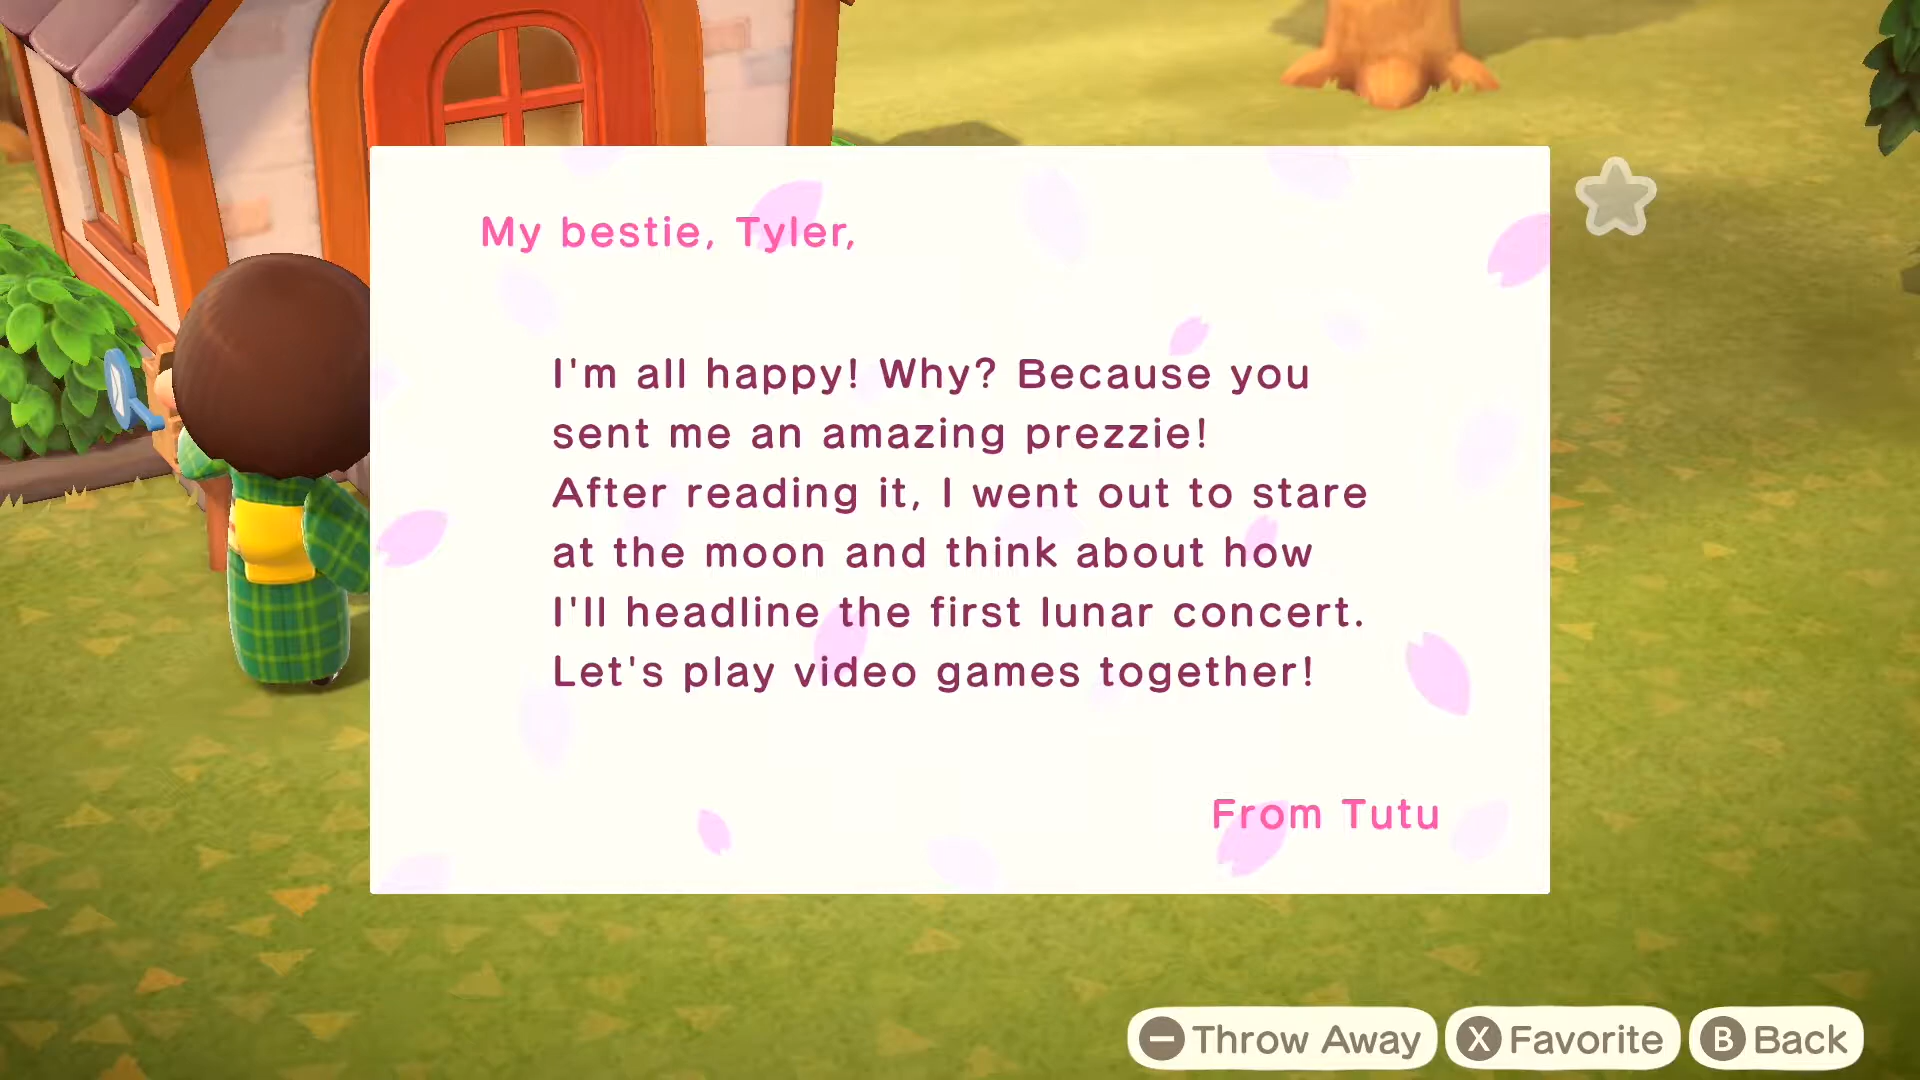 My bestie, Tyler,
I'm all happy! Why? Because you
sent me an amazing prezzie!
After reading it, I went out to stare
at the moon and think about how
I'll headline the first lunar concert.
Let's play video games together!
From Tutu
Throw Away X Favorite B Back